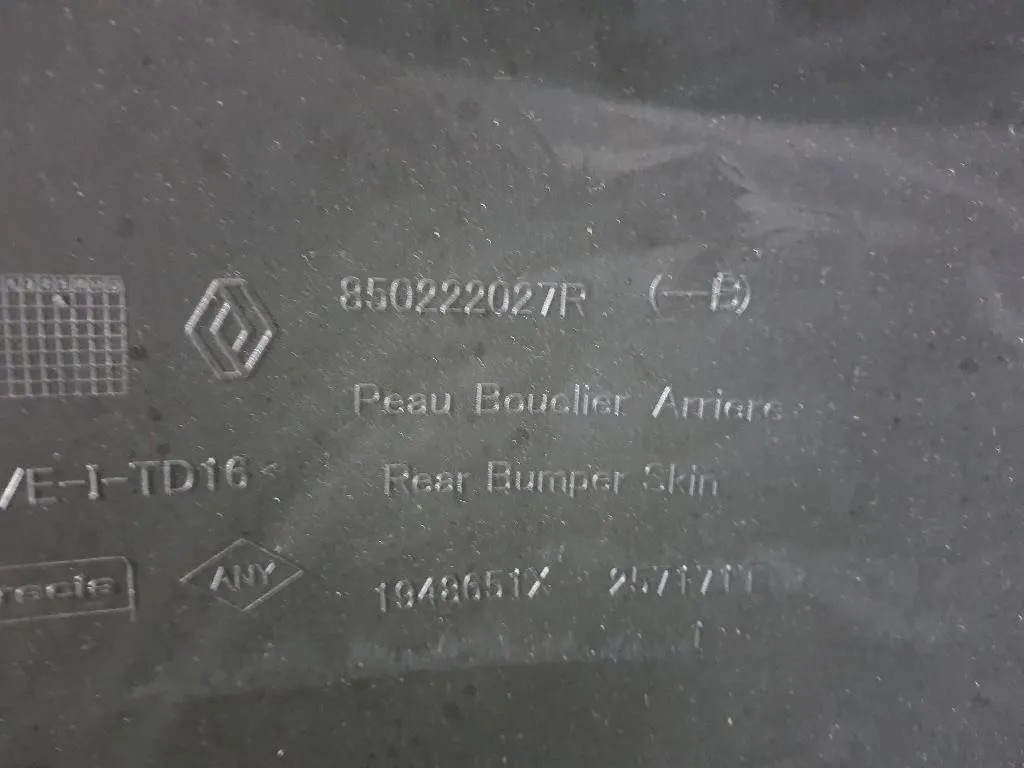 850222027R (--B)
Peau Bouclier Arriere
/E-I-TD16<
Rear Bumper Skin
ANY
1948651X